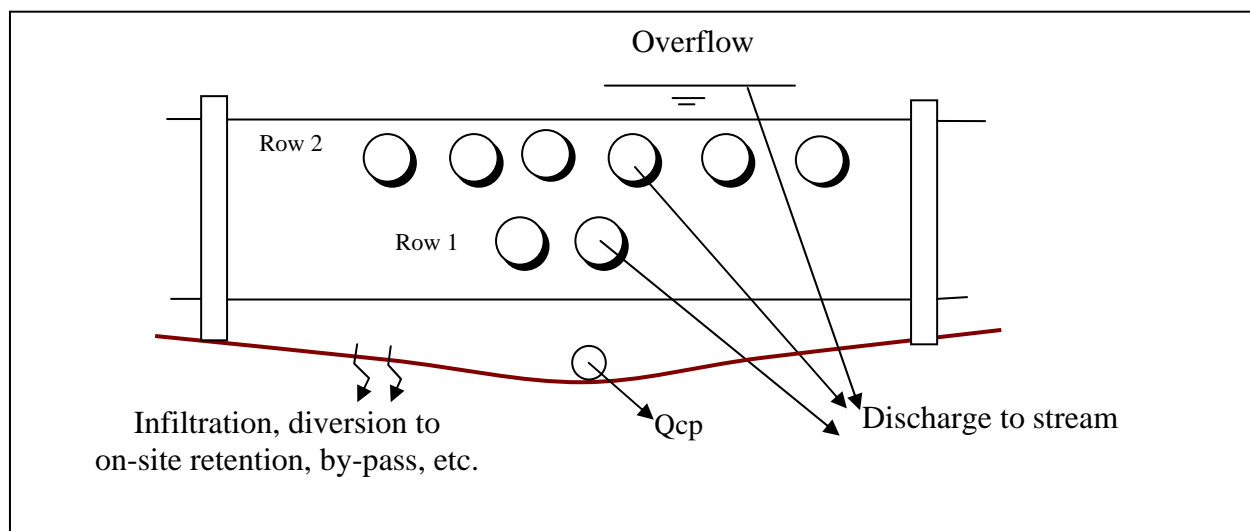 Overflow
Row 2
Row 1
Qcp
Discharge to stream
Infiltration, diversion to
on-site retention, by-pass, etc.